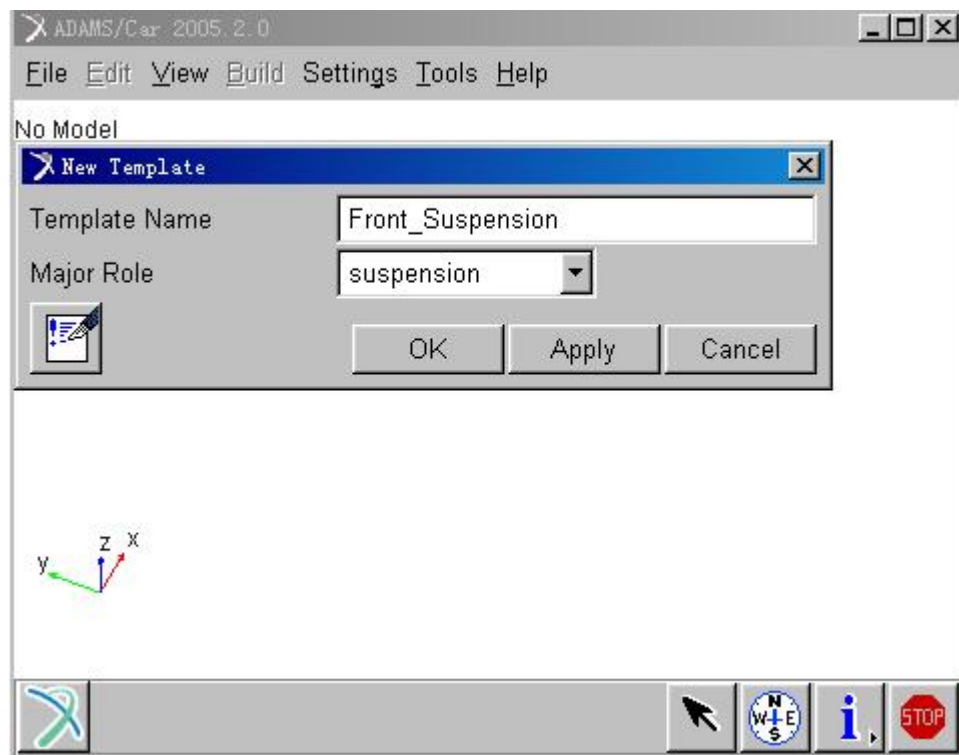 ADAMS/Car 2005.2.0
File Edit View Build Settings Tools Help
No Model
New Template
Template Name Front_Suspension
Major Role suspension
OK Apply Cancel
z x
y
N
W E
S
i
STOP